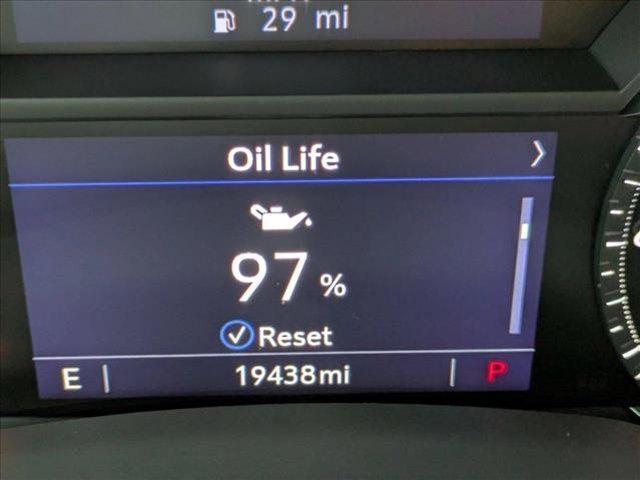 29 mi
Oil Life
97 %
Reset
E 19438mi P